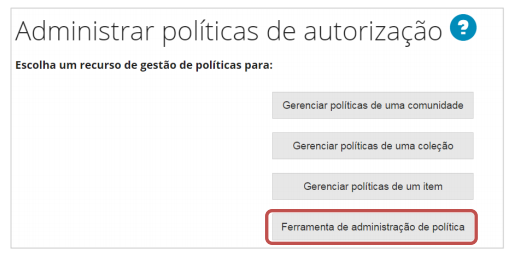 Administrar políticas de autorização ?
Escolha um recurso de gestão de políticas para:
Gerenciar políticas de uma comunidade
Gerenciar políticas de uma coleção
Gerenciar políticas de um item
Ferramenta de administração de política